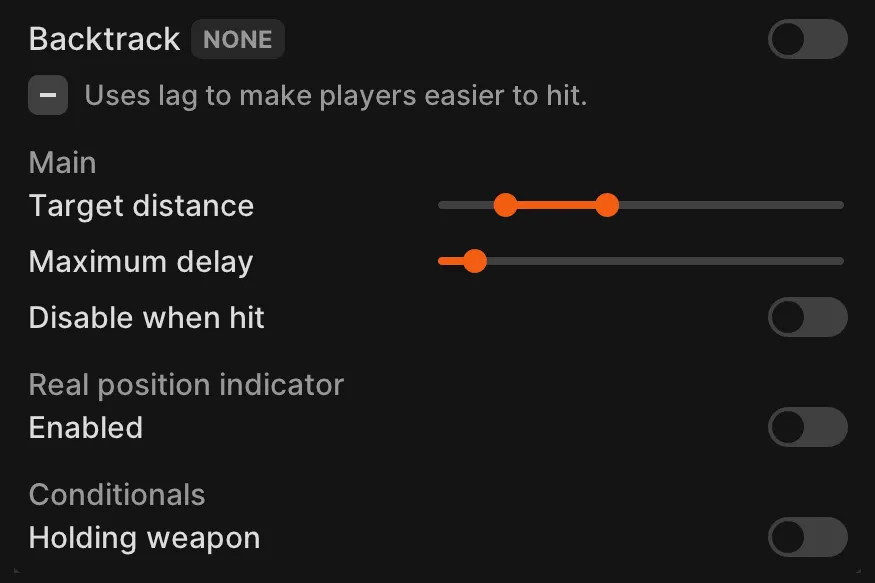 Backtrack NONE
Uses lag to make players easier to hit.
Main
Target distance
Maximum delay
Disable when hit
Real position indicator
Enabled
Conditionals
Holding weapon